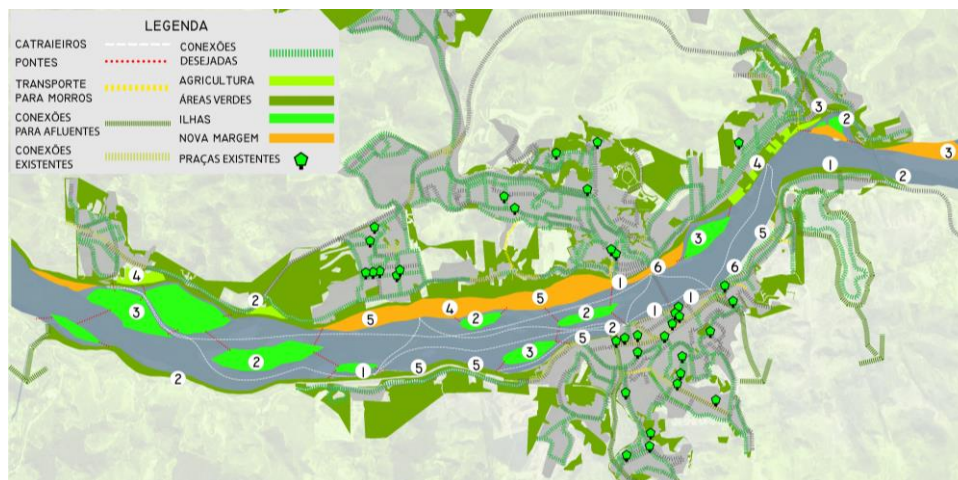 LEGENDA
CATRAIEIROS
PONTES
TRANSPORTE
PARA MORROS
CONEXÕES
PARA AFLUENTES
CONEXÕES
EXISTENTES
CONEXÕES
DESEJADAS
AGRICULTURA
ÁREAS VERDES
ILHAS
NOVA MARGEM
PRAÇAS EXISTENTES
3
2
4
1
3
2
5
3
4
6
6
3
2
5
4
5
1
1
1
2
2
2
5
3
2
1
5
5
2